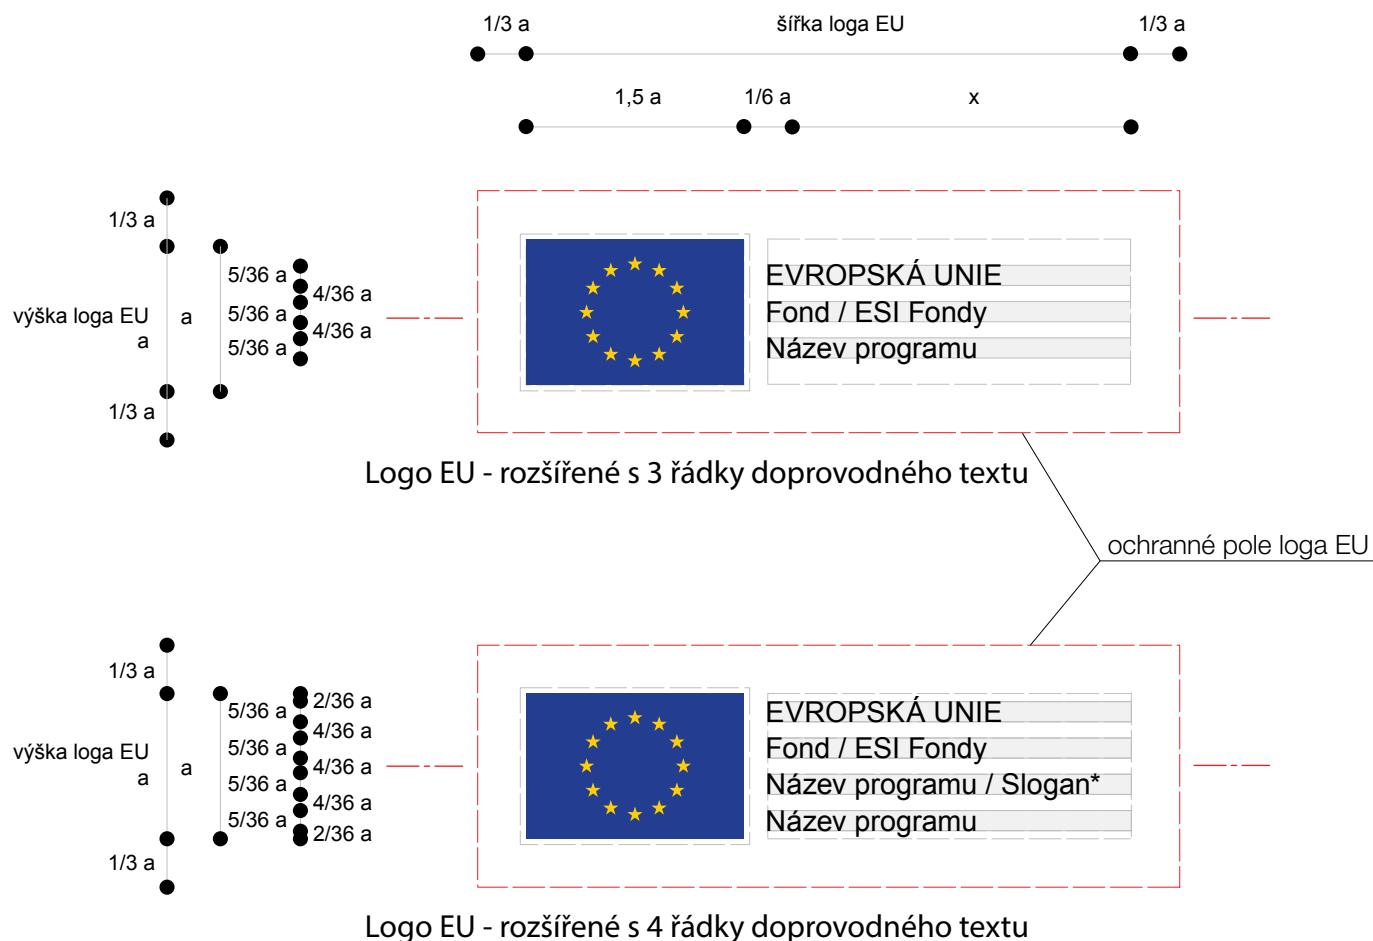 1/3 a šířka loga EU 1/3 a
1,5 a 1/6 a x
1/3 a
výška loga EU
a
a
5/36 a
4/36 a
5/36 a
4/36 a
5/36 a
1/3 a
EVROPSKÁ UNIE
Fond / ESI Fondy
Název programu
Logo EU - rozšířené s 3 řádky doprovodného textu
ochranné pole loga EU
1/3 a
výška loga EU
a
a
2/36 a
5/36 a
4/36 a
5/36 a
4/36 a
5/36 a
4/36 a
5/36 a
2/36 a
1/3 a
EVROPSKÁ UNIE
Fond / ESI Fondy
Název programu / Slogan*
Název programu
Logo EU - rozšířené s 4 řádky doprovodného textu